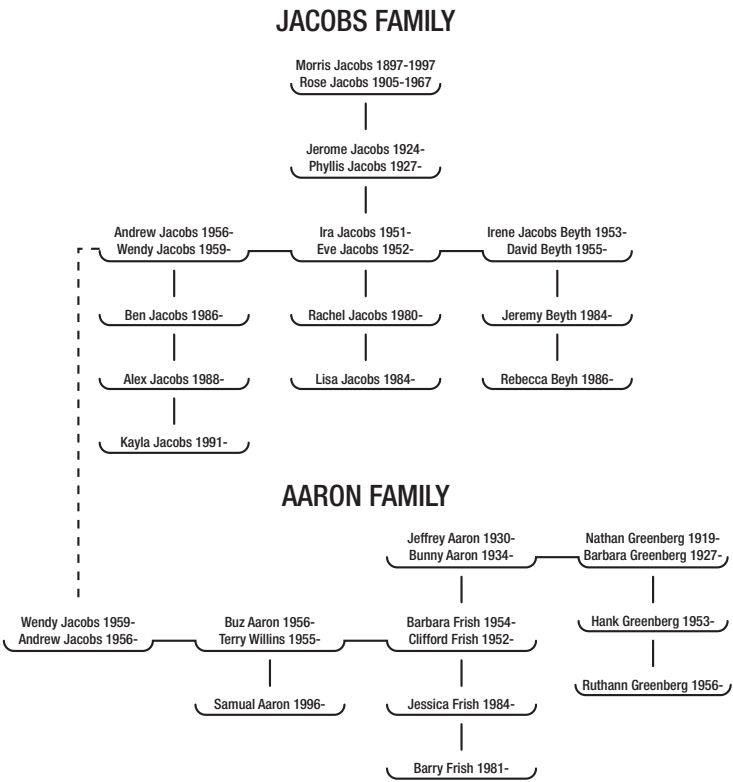 JACOBS FAMILY
Morris Jacobs 1897-1997
Rose Jacobs 1905-1967
Jerome Jacobs 1924-
Phyllis Jacobs 1927-
Andrew Jacobs 1956-
Wendy Jacobs 1959-
Ira Jacobs 1951-
Eve Jacobs 1952-
Irene Jacobs Beyth 1953-
David Beyth 1955-
Ben Jacobs 1986-
Rachel Jacobs 1980-
Jeremy Beyth 1984-
Alex Jacobs 1988-
Lisa Jacobs 1984-
Rebecca Beyh 1986-
Kayla Jacobs 1991-
AARON FAMILY
Jeffrey Aaron 1930-
Bunny Aaron 1934-
Nathan Greenberg 1919-
Barbara Greenberg 1927-
Wendy Jacobs 1959-
Andrew Jacobs 1956-
Buz Aaron 1956-
Terry Willins 1955-
Barbara Frish 1954-
Clifford Frish 1952-
Hank Greenberg 1953-
Samual Aaron 1996-
Jessica Frish 1984-
Ruthann Greenberg 1956-
Barry Frish 1981-